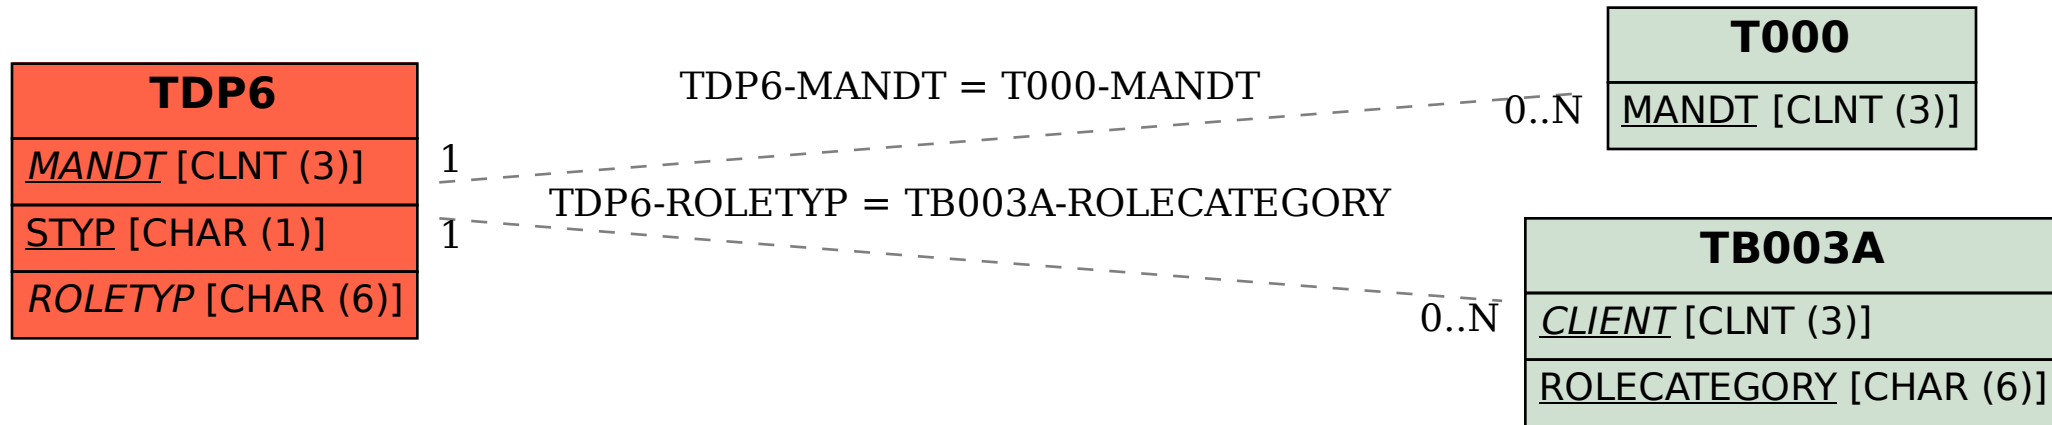 TDP6
MANDT [CLNT (3)]
STYP [CHAR (1)]
ROLETYP [CHAR (6)]
TDP6-MANDT = T000-MANDT
1
0..N
TDP6-ROLETYP = TB003A-ROLECATEGORY
1
0..N
T000
MANDT [CLNT (3)]
TB003A
CLIENT [CLNT (3)]
ROLECATEGORY [CHAR (6)]